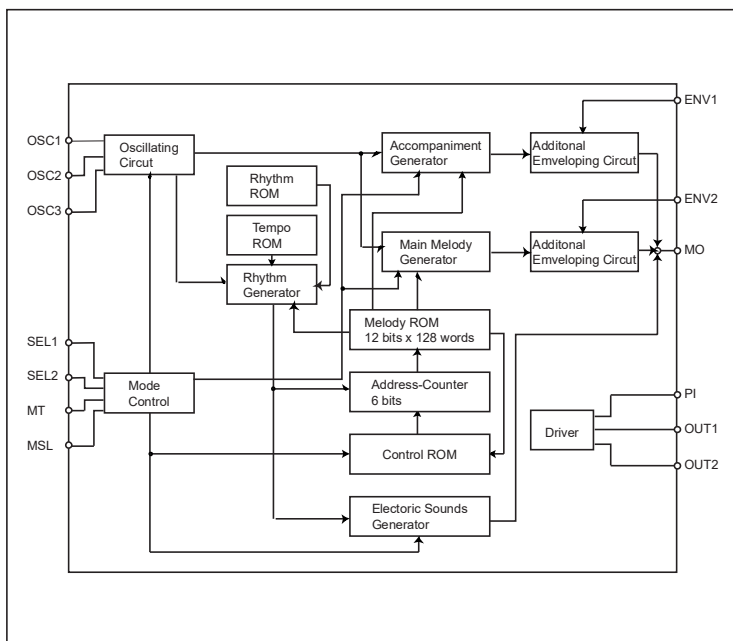 ENV1
OSC1
Oscillating
Circut
Accompaniment
Generator
Additonal
Emveloping Circut
OSC2
Rhythm
ROM
OSC3
ENV2
Tempo
ROM
Main Melody
Generator
Additonal
Emveloping Circut
MO
Rhythm
Generator
Melody ROM
12 bits x 128 words
SEL1
SEL2
Mode
Control
Address-Counter
6 bits
PI
MT
Driver
OUT1
MSL
Control ROM
OUT2
Electoric Sounds
Generator